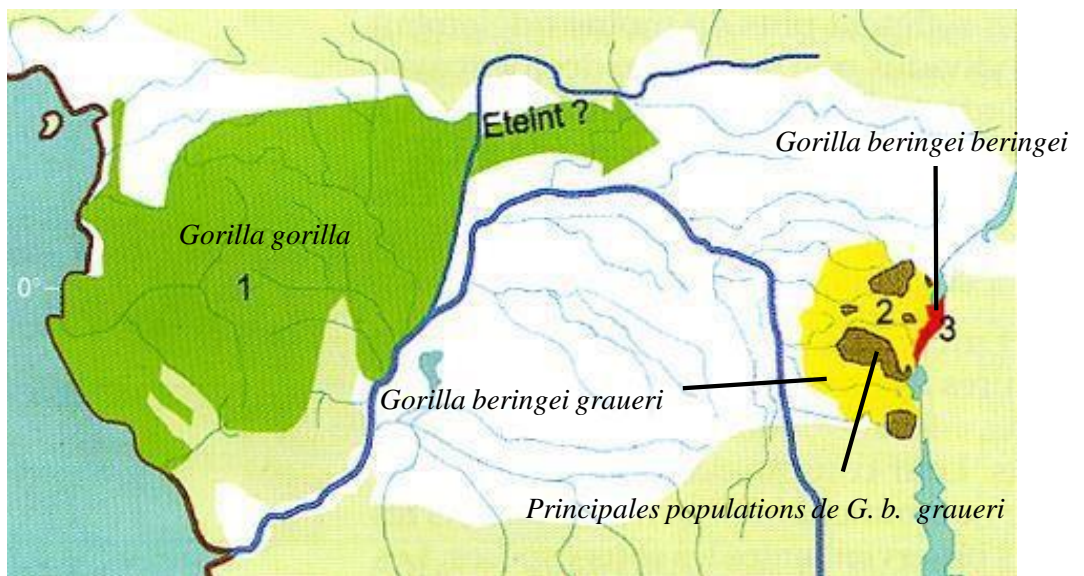 Eteint ?
Gorilla beringei beringei
Gorilla gorilla
0°
1
2
3
Gorilla beringei graueri
Principales populations de G. b. graueri